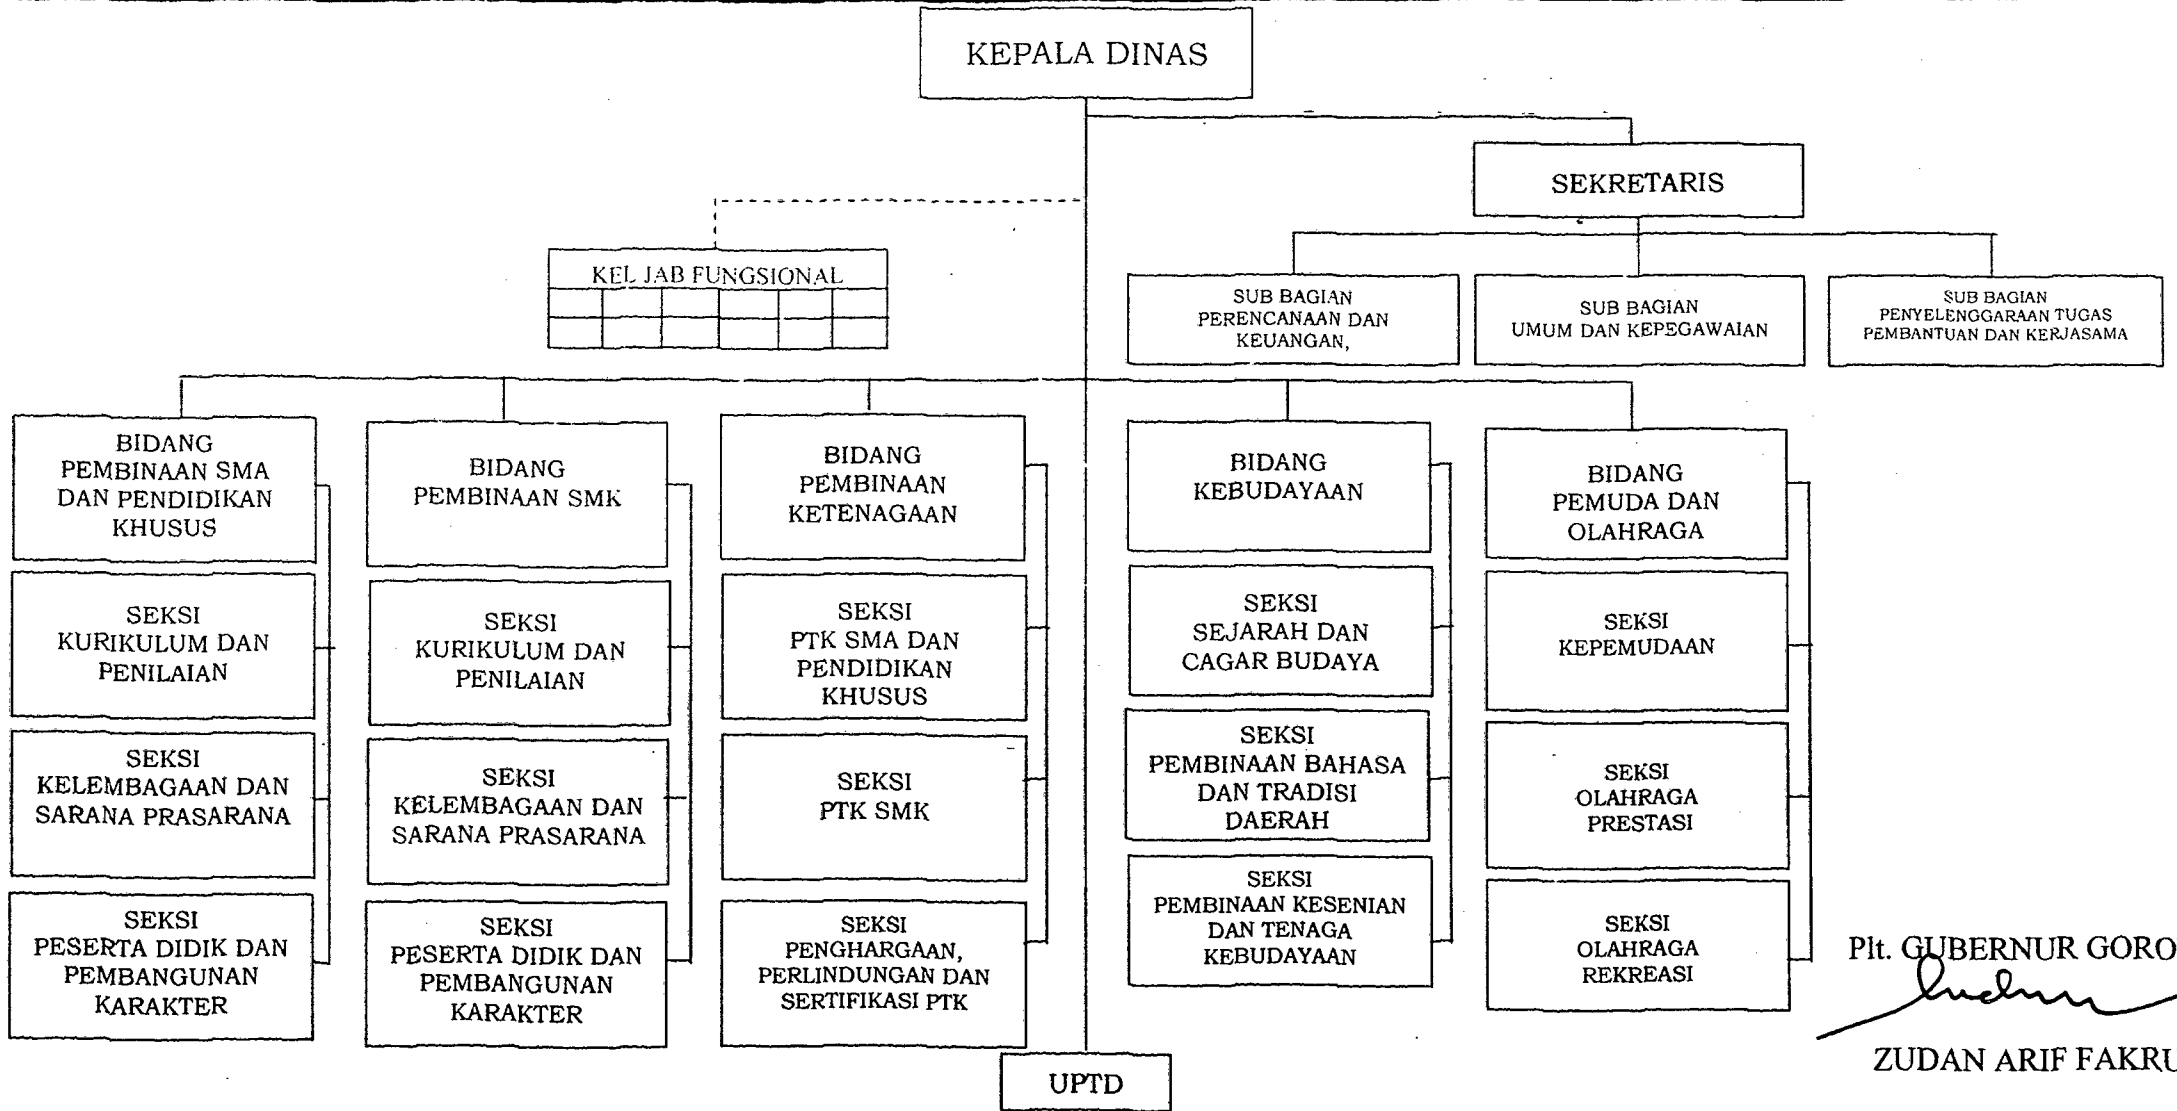 KEPALA DINAS
SEKRETARIS
KEL JAB FUNGSIONAL
SUB BAGIAN
PERENCANAAN DAN
KEUANGAN,
SUB BAGIAN
UMUM DAN KEPEGAWAIAN
SUB BAGIAN
PENYELENGGARAAN TUGAS
PEMBANTUAN DAN KERJASAMA
BIDANG
PEMBINAAN SMA
DAN PENDIDIKAN
KHUSUS
SEKSI
KURIKULUM DAN
PENILAIAN
SEKSI
KELEMBAGAAN DAN
SARANA PRASARANA
SEKSI
PESERTA DIDIK DAN
PEMBANGUNAN
KARAKTER
BIDANG
PEMBINAAN SMK
SEKSI
KURIKULUM DAN
PENILAIAN
SEKSI
KELEMBAGAAN DAN
SARANA PRASARANA
SEKSI
PESERTA DIDIK DAN
PEMBANGUNAN
KARAKTER
BIDANG
PEMBINAAN
KETENAGAAN
SEKSI
PTK SMA DAN
PENDIDIKAN
KHUSUS
SEKSI
PTK SMK
SEKSI
PENGHARGAAN,
PERLINDUNGAN DAN
SERTIFIKASI PTK
BIDANG
KEBUDAYAAN
SEKSI
SEJARAH DAN
CAGAR BUDAYA
SEKSI
PEMBINAAN BAHASA
DAN TRADISI
DAERAH
SEKSI
PEMBINAAN KESENIAN
DAN TENAGA
KEBUDAYAAN
BIDANG
PEMUDA DAN
OLAHRAGA
SEKSI
KEPEMUDAAN
SEKSI
OLAHRAGA
PRESTASI
SEKSI
OLAHRAGA
REKREASI
UPTD
Plt. GUBERNUR GORO
ZUDAN ARIF FAKRU